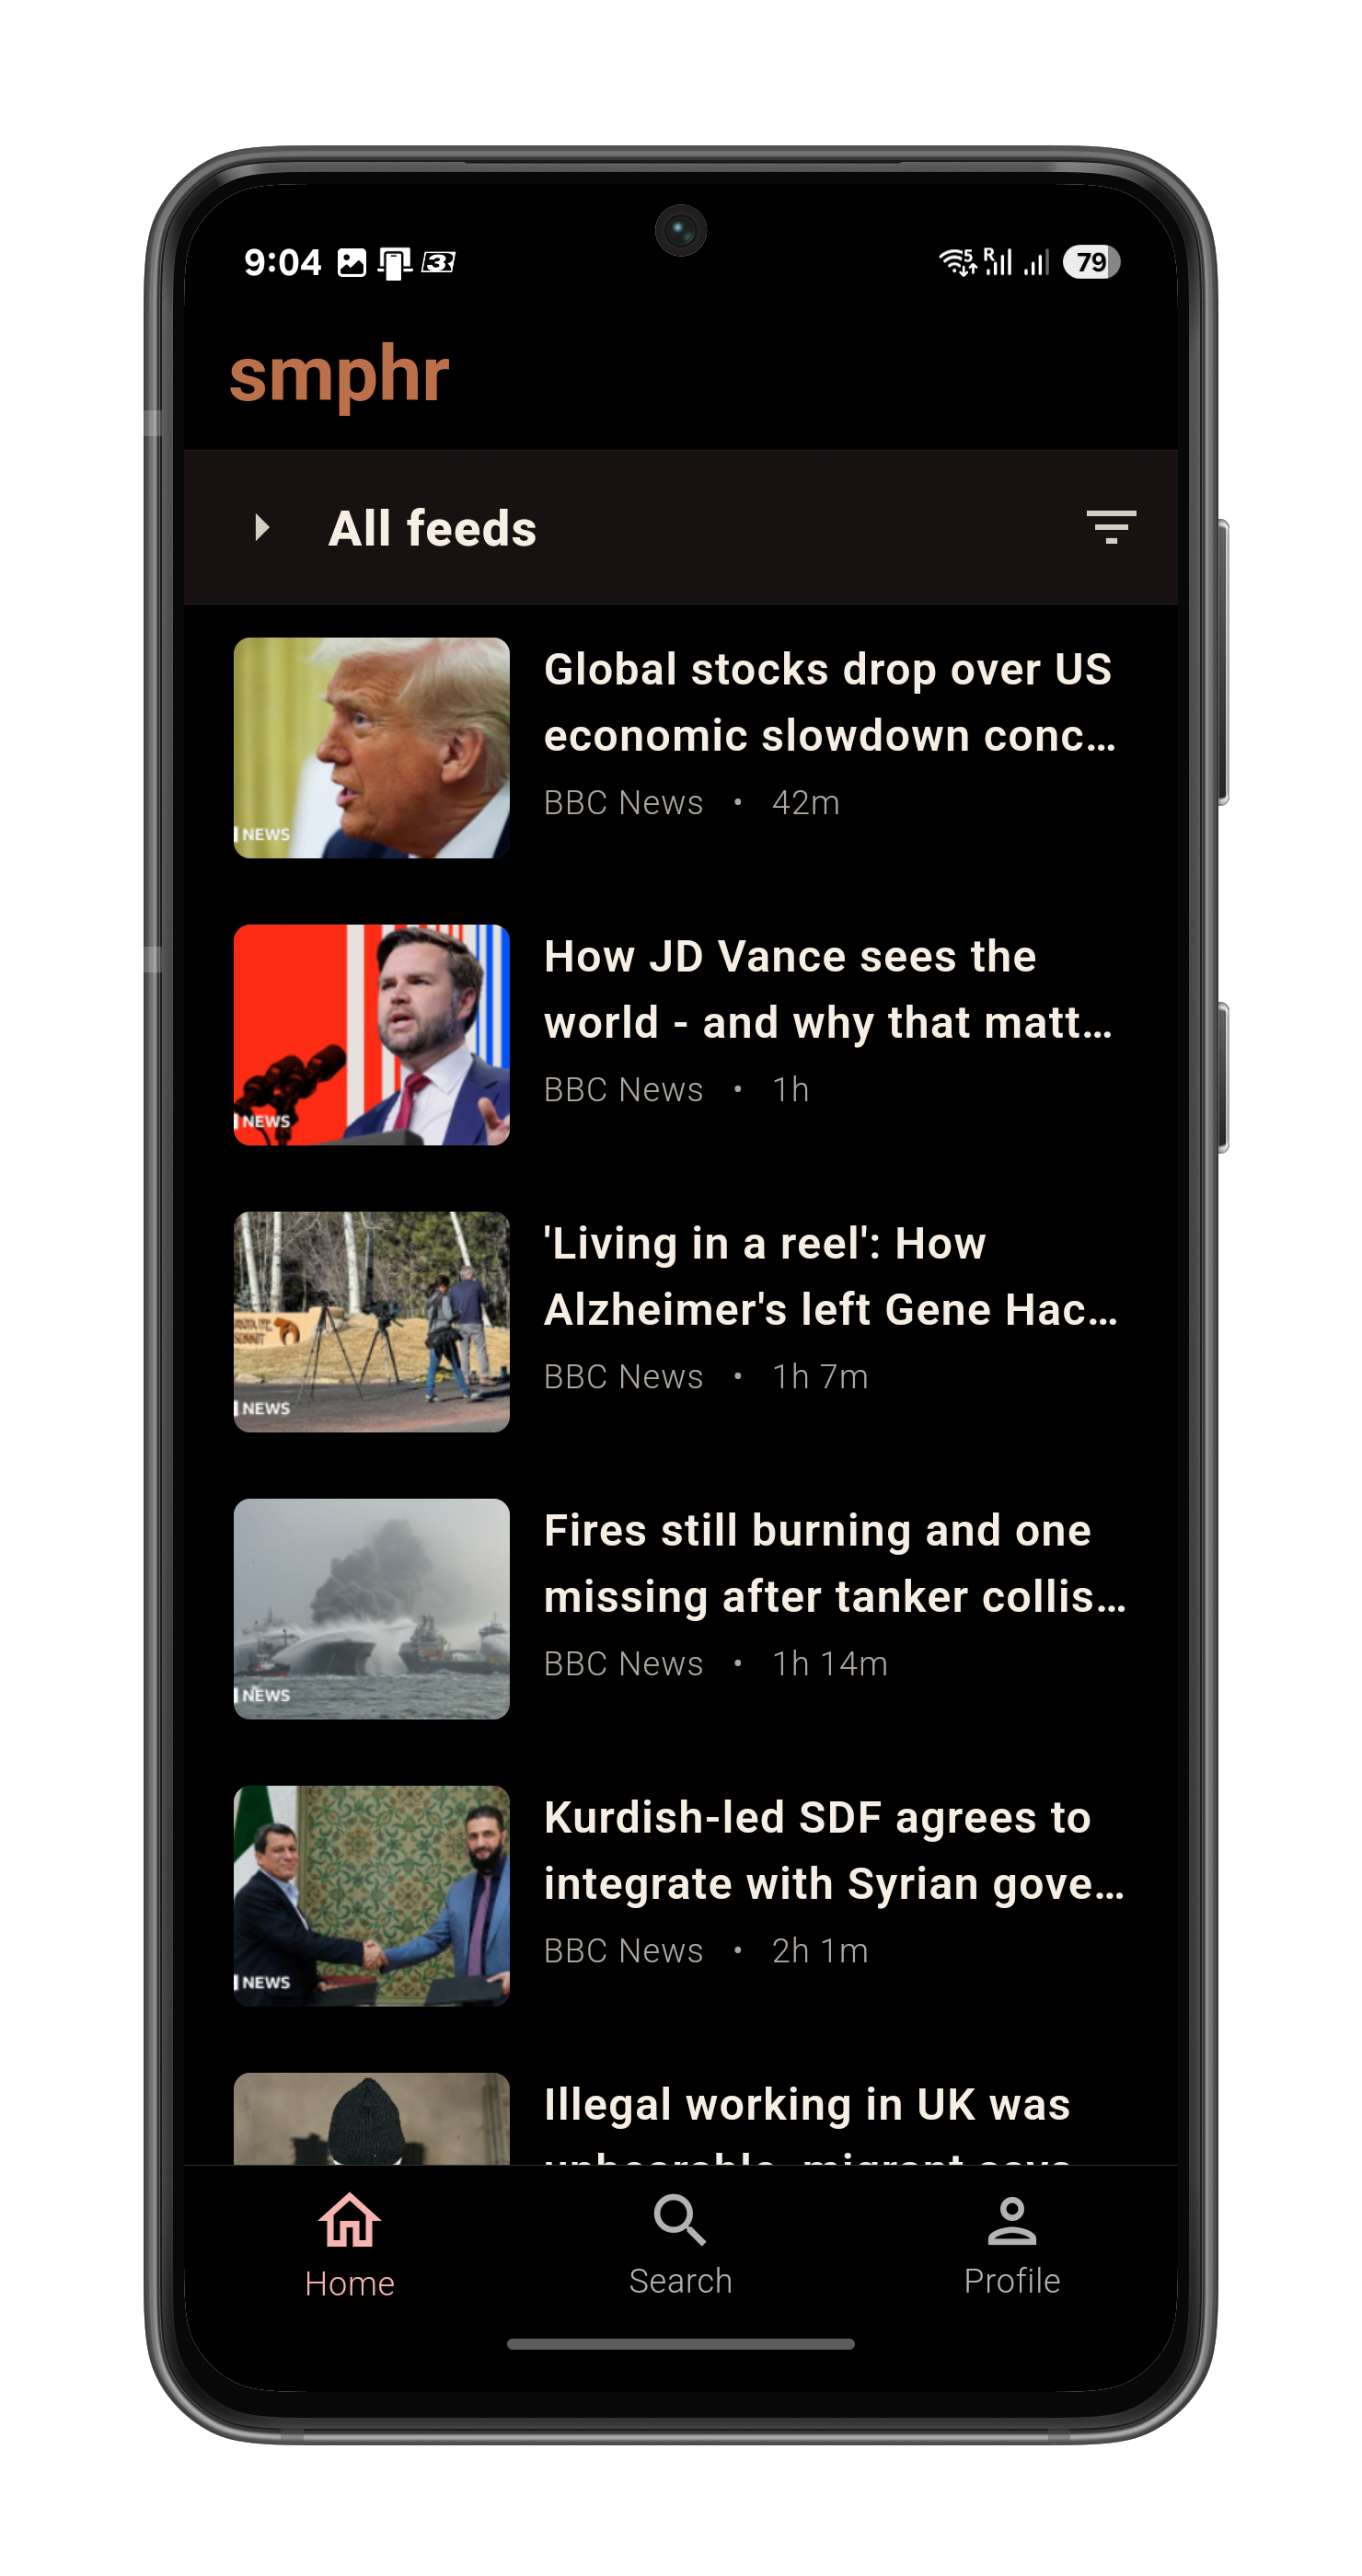 9:04
5
R
79
smphr
All feeds
Global stocks drop over US
economic slowdown conc...
BBC News • 42m
NEWS
How JD Vance sees the
world - and why that matt...
BBC News • 1h
NEWS
'Living in a reel': How
Alzheimer's left Gene Hac...
BBC News • 1h 7m
NEWS
Fires still burning and one
missing after tanker collis...
BBC News • 1h 14m
NEWS
Kurdish-led SDF agrees to
integrate with Syrian gove...
BBC News • 2h 1m
NEWS
Illegal working in UK was
unbearable, migrant says
Home
Search
Profile